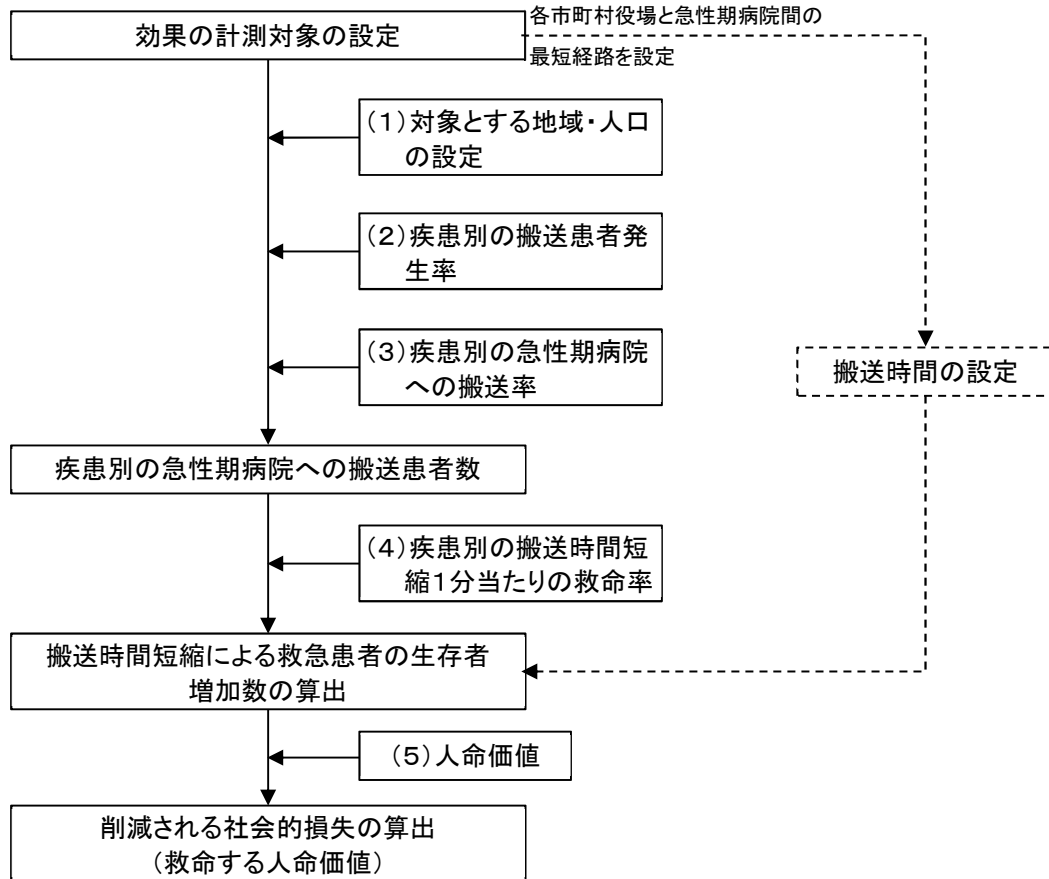 効果の計測対象の設定
各市町村役場と急性期病院間の
最短経路を設定
(1)対象とする地域・人口
の設定
(2)疾患別の搬送患者発
生率
(3)疾患別の急性期病院
への搬送率
搬送時間の設定
疾患別の急性期病院への搬送患者数
(4)疾患別の搬送時間短
縮1分当たりの救命率
搬送時間短縮による救急患者の生存者
増加数の算出
(5)人命価値
削減される社会的損失の算出
(救命する人命価値)